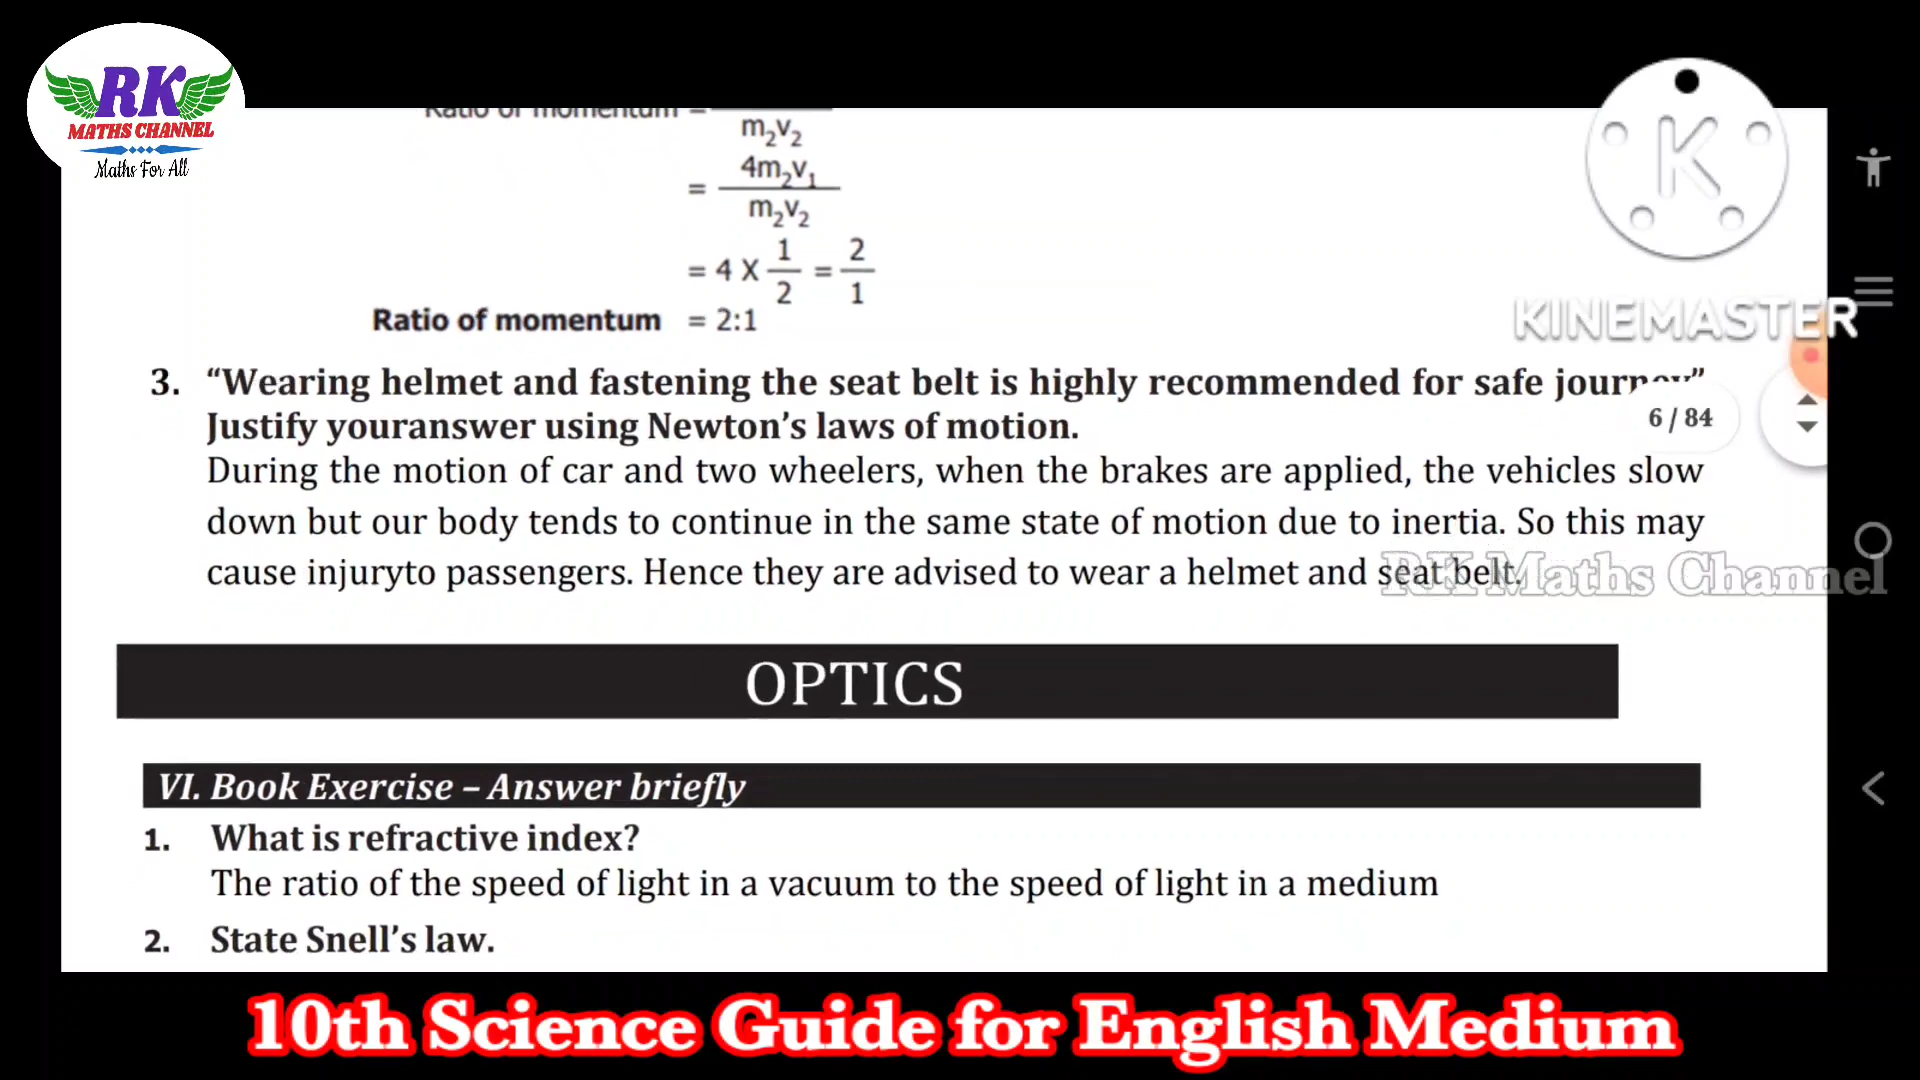 RK
MATHS CHANNEL
Maths For All
Ratio of momentum =
m₂v₂
= 4m₂v₁
m₂v₂
= 4 X 1/2 = 2/1
Ratio of momentum = 2:1
K
KINEMASTER
3. “Wearing helmet and fastening the seat belt is highly recommended for safe journey”
6 / 84
Justify youranswer using Newton’s laws of motion.
During the motion of car and two wheelers, when the brakes are applied, the vehicles slow
down but our body tends to continue in the same state of motion due to inertia. So this may
cause injuryto passengers. Hence they are advised to wear a helmet and seat belt.
RK Maths Channel
OPTICS
VI. Book Exercise – Answer briefly
1. What is refractive index?
The ratio of the speed of light in a vacuum to the speed of light in a medium
2. State Snell’s law.
10th Science Guide for English Medium